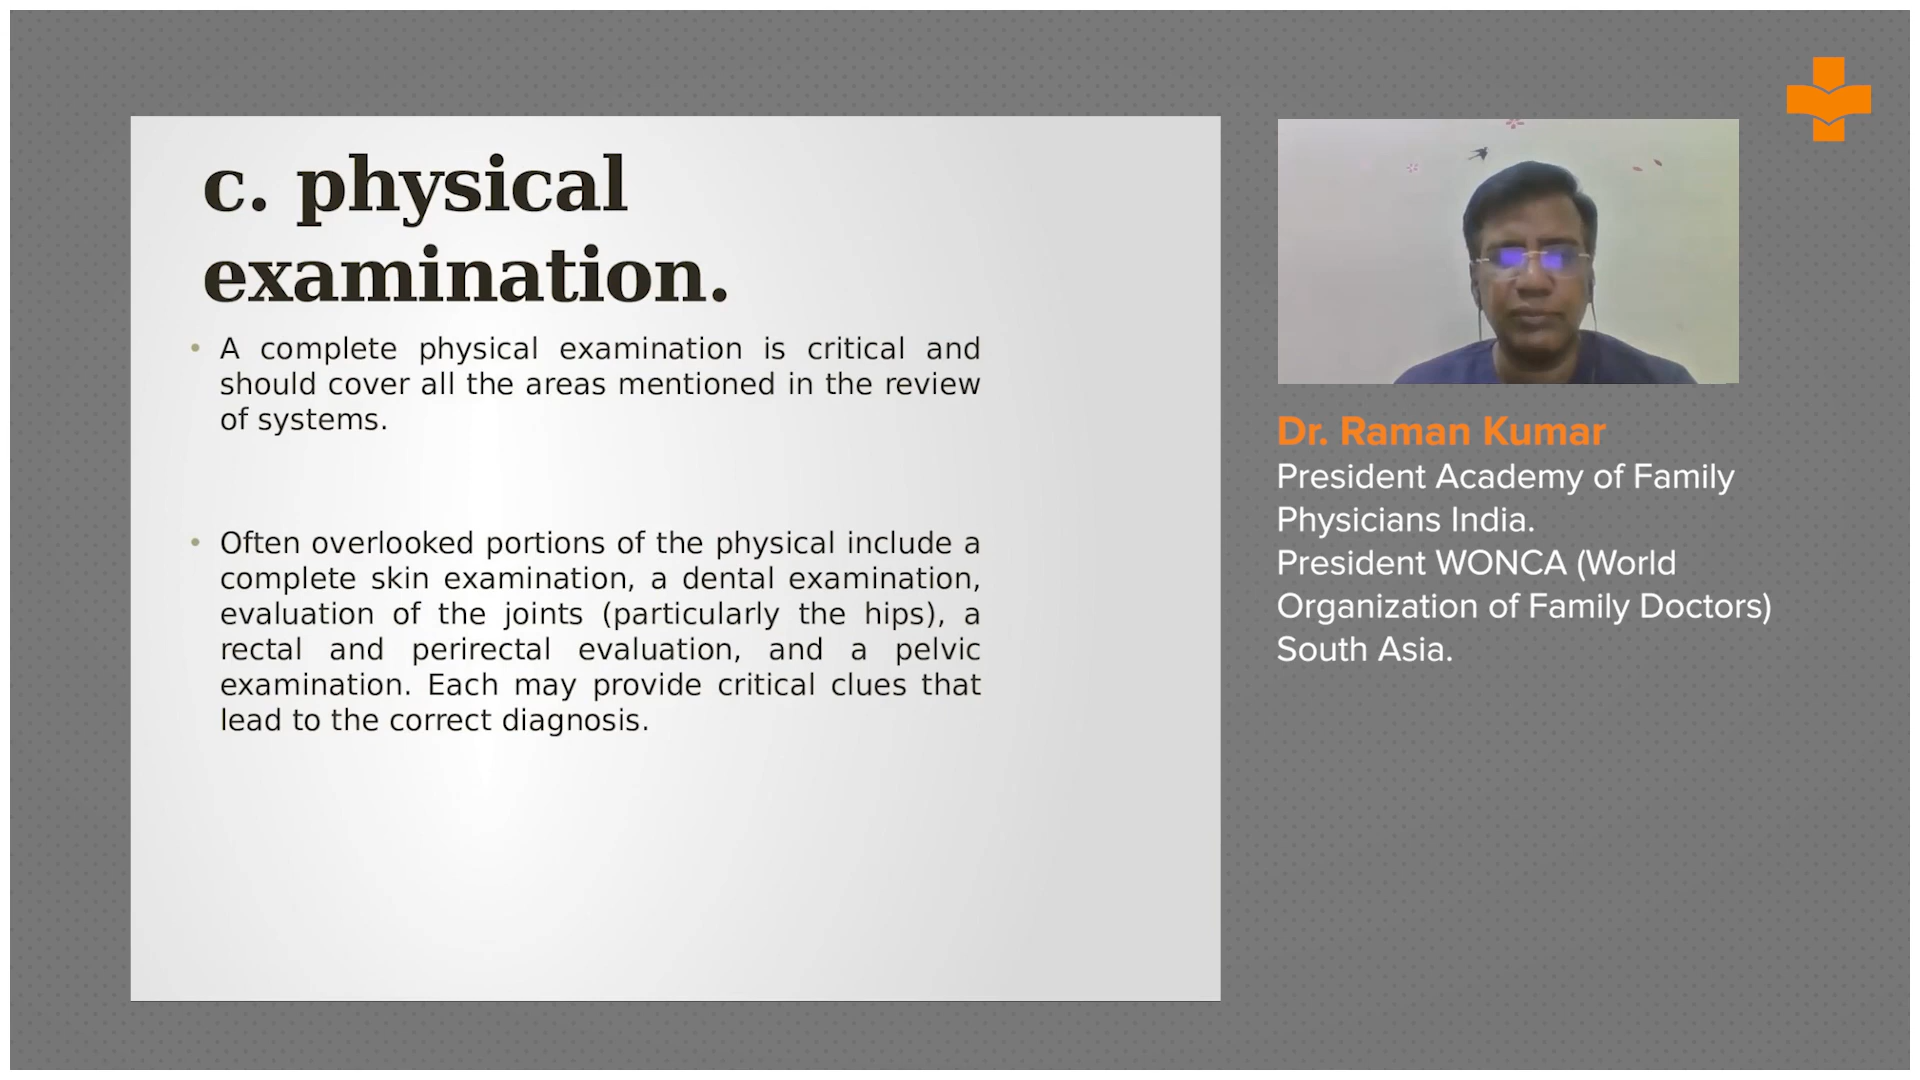 c. physical
examination.
• A complete physical examination is critical and
should cover all the areas mentioned in the review
of systems.
• Often overlooked portions of the physical include a
complete skin examination, a dental examination,
evaluation of the joints (particularly the hips), a
rectal and perirectal evaluation, and a pelvic
examination. Each may provide critical clues that
lead to the correct diagnosis.
Dr. Raman Kumar
President Academy of Family
Physicians India.
President WONCA (World
Organization of Family Doctors)
South Asia.